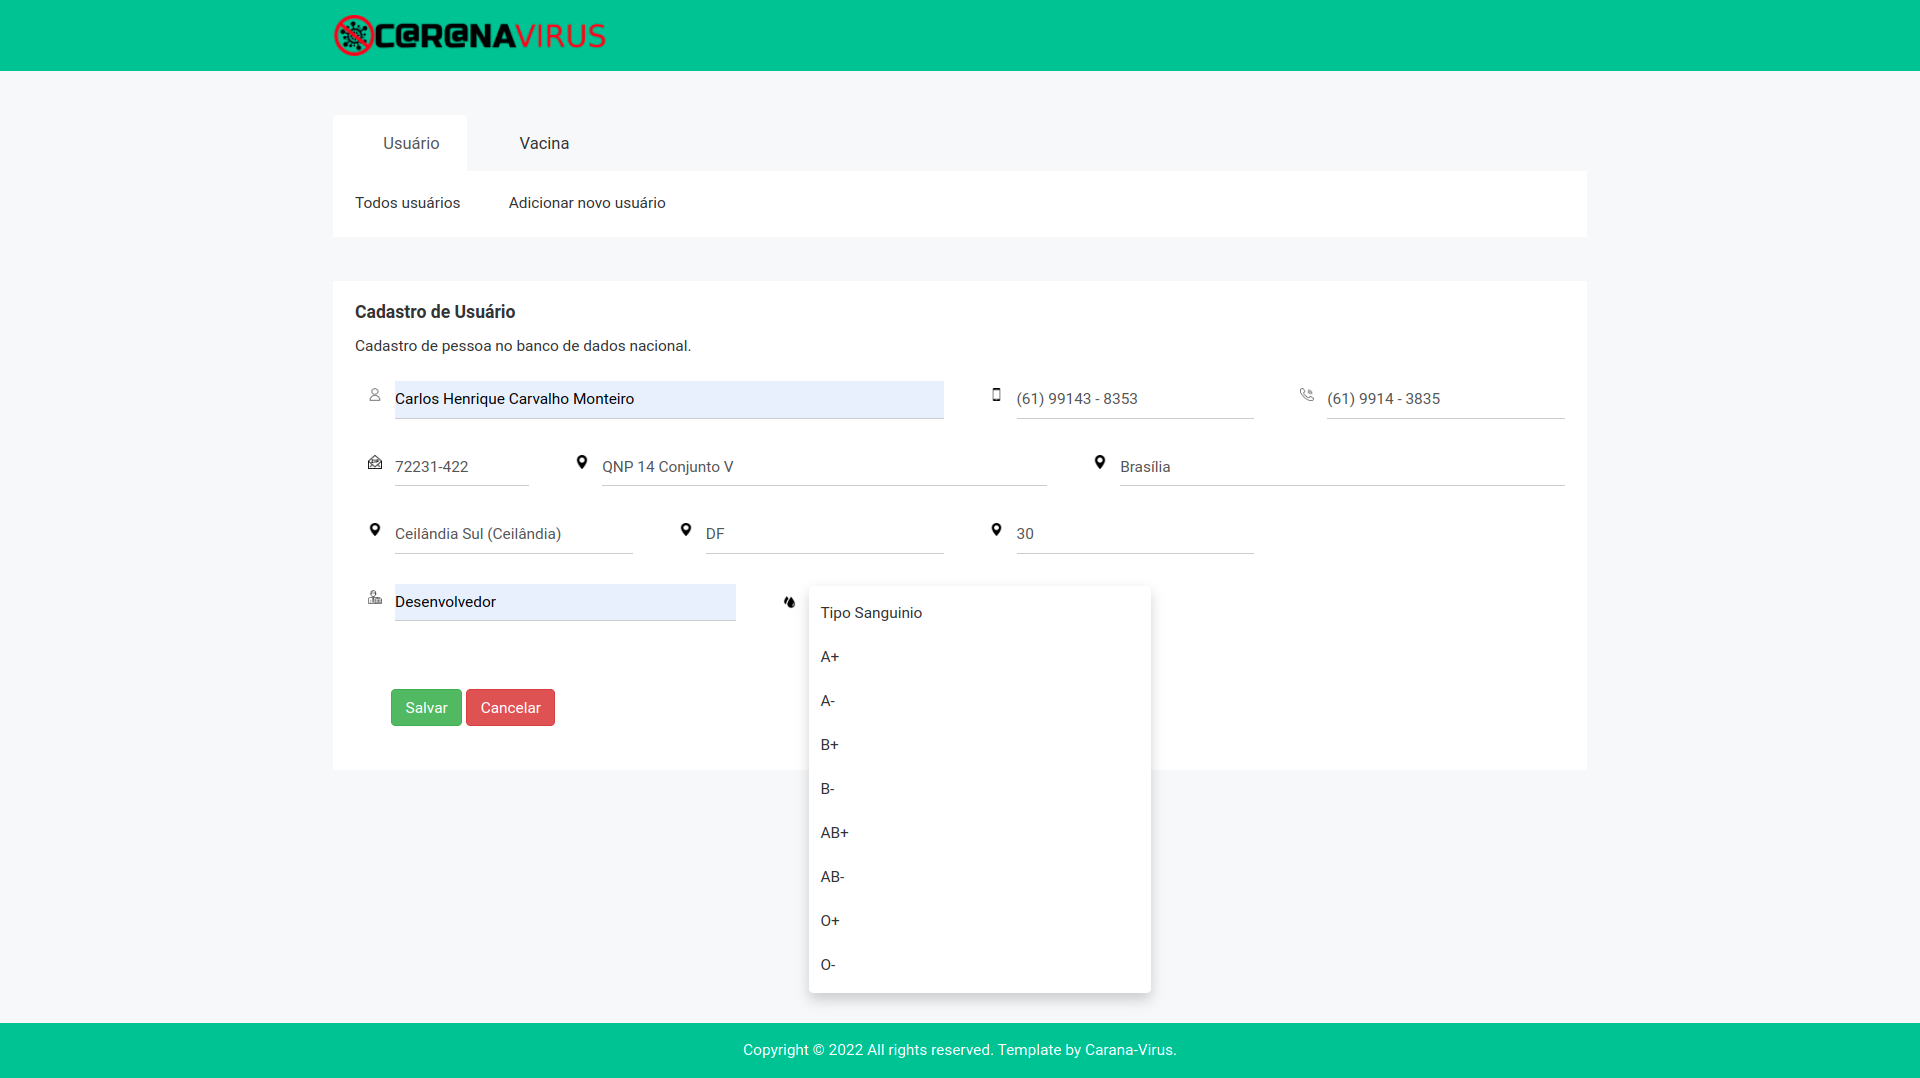 C@R@NAVIRUS
Usuário Vacina
Todos usuários Adicionar novo usuário
Cadastro de Usuário
Cadastro de pessoa no banco de dados nacional.
Carlos Henrique Carvalho Monteiro (61) 99143 - 8353 (61) 9914 - 3835
72231-422 QNP 14 Conjunto V Brasília
Ceilândia Sul (Ceilândia) DF 30
Desenvolvedor
Tipo Sanguinio
A+
A-
B+
B-
AB+
AB-
O+
O-
Salvar Cancelar
Copyright © 2022 All rights reserved. Template by Carana-Virus.